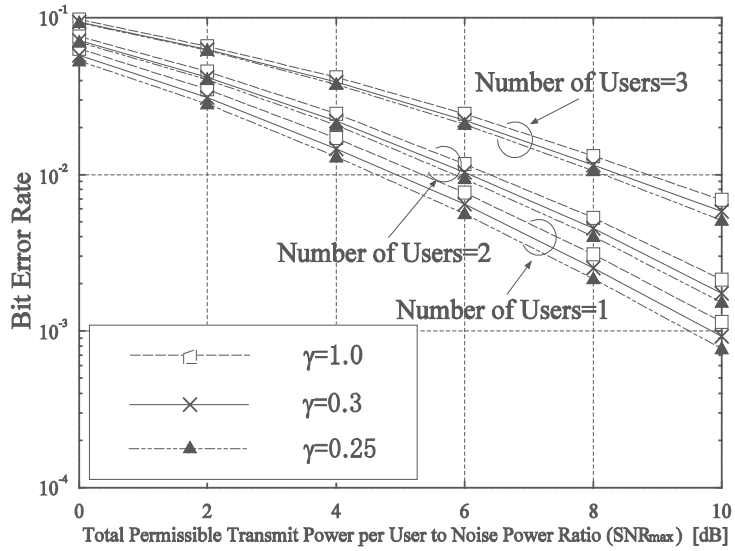 10-1
Number of Users=3
10-2
Number of Users=2
Number of Users=1
Bit Error Rate
10-3
γ=1.0
γ=0.3
γ=0.25
10-4
0 2 4 6 8 10
Total Permissible Transmit Power per User to Noise Power Ratio (SNRmax) [dB]